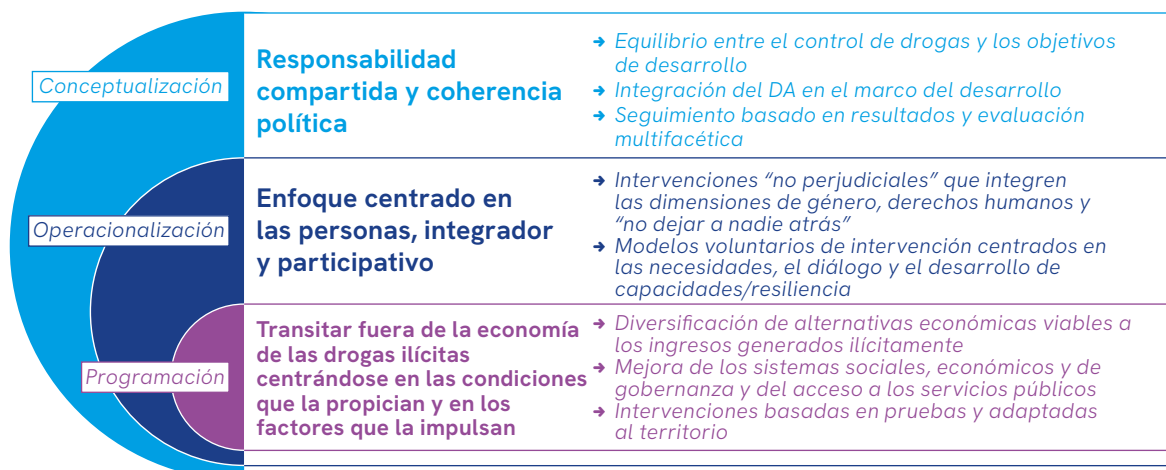 Conceptualización
Responsabilidad
compartida y coherencia
política
➔ Equilibrio entre el control de drogas y los objetivos
de desarrollo
➔ Integración del DA en el marco del desarrollo
➔ Seguimiento basado en resultados y evaluación
multifacética
Operacionalización
Enfoque centrado en
las personas, integrador
y participativo
➔ Intervenciones “no perjudiciales” que integren
las dimensiones de género, derechos humanos y
“no dejar a nadie atrás”
➔ Modelos voluntarios de intervención centrados en
las necesidades, el diálogo y el desarrollo de
capacidades/resiliencia
Programación
Transitar fuera de la economía
de las drogas ilícitas
centrándose en las condiciones
que la propician y en los
factores que la impulsan
➔ Diversificación de alternativas económicas viables a
los ingresos generados ilícitamente
➔ Mejora de los sistemas sociales, económicos y de
gobernanza y del acceso a los servicios públicos
➔ Intervenciones basadas en pruebas y adaptadas
al territorio